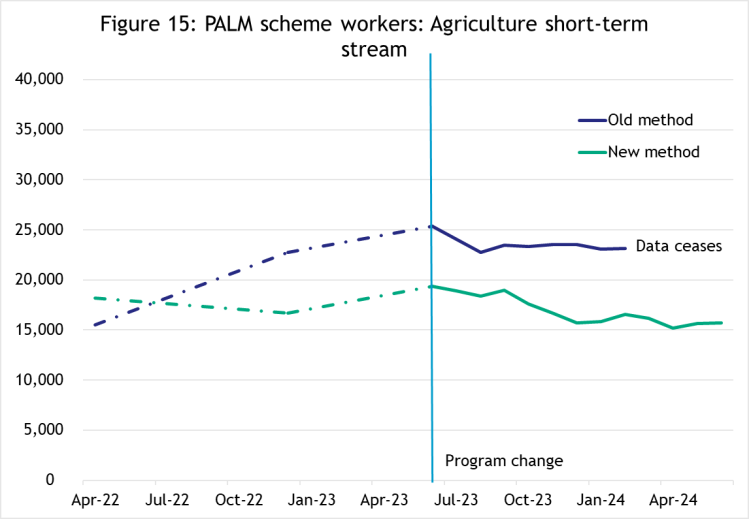 Figure 15: PALM scheme workers: Agriculture short-term
stream
40,000
35,000
30,000
25,000
20,000
15,000
10,000
5,000
0
Old method
New method
Data ceases
Program change
Apr-22 Jul-22 Oct-22 Jan-23 Apr-23 Jul-23 Oct-23 Jan-24 Apr-24